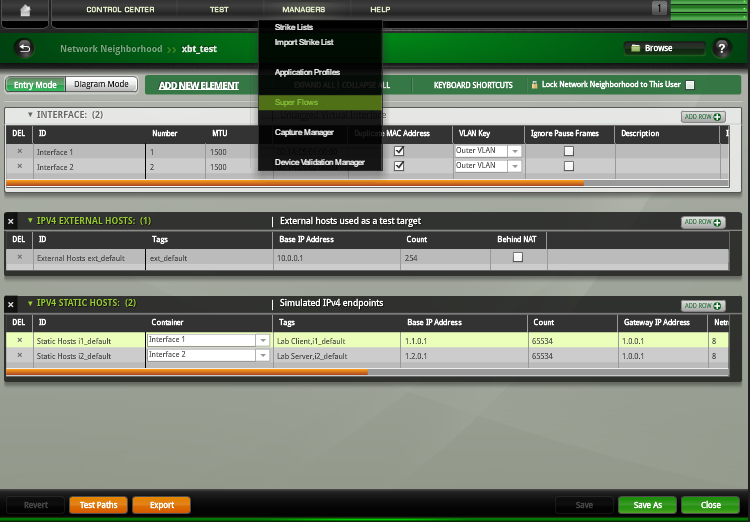 CONTROL CENTER TEST MANAGERS HELP 1
Strike Lists
Import Strike List
Network Neighborhood >> xbt_test Browse ?
Application Profiles
Entry Mode Diagram Mode ADD NEW ELEMENT EXPAND ALL | COLLAPSE ALL KEYBOARD SHORTCUTS Lock Network Neighborhood to This User
Super Flows
INTERFACE: (2) ADD ROW
DEL ID Number MTU Duplicate MAC Address VLAN Key Ignore Pause Frames Description
Capture Manager
× Interface 1 1 1500 Outer VLAN
× Interface 2 2 1500 Outer VLAN
Device Validation Manager
× IPV4 EXTERNAL HOSTS: (1) | External hosts used as a test target ADD ROW
DEL ID Tags Base IP Address Count Behind NAT
× External Hosts ext_default ext_default 10.0.0.1 254
× IPV4 STATIC HOSTS: (2) | Simulated IPv4 endpoints ADD ROW
DEL ID Container Tags Base IP Address Count Gateway IP Address Netm
× Static Hosts i1_default Interface 1 Lab Client,i1_default 1.1.0.1 65534 1.0.0.1 8
× Static Hosts i2_default Interface 2 Lab Server,i2_default 1.2.0.1 65534 1.0.0.1 8
Revert Test Paths Export Save Save As Close